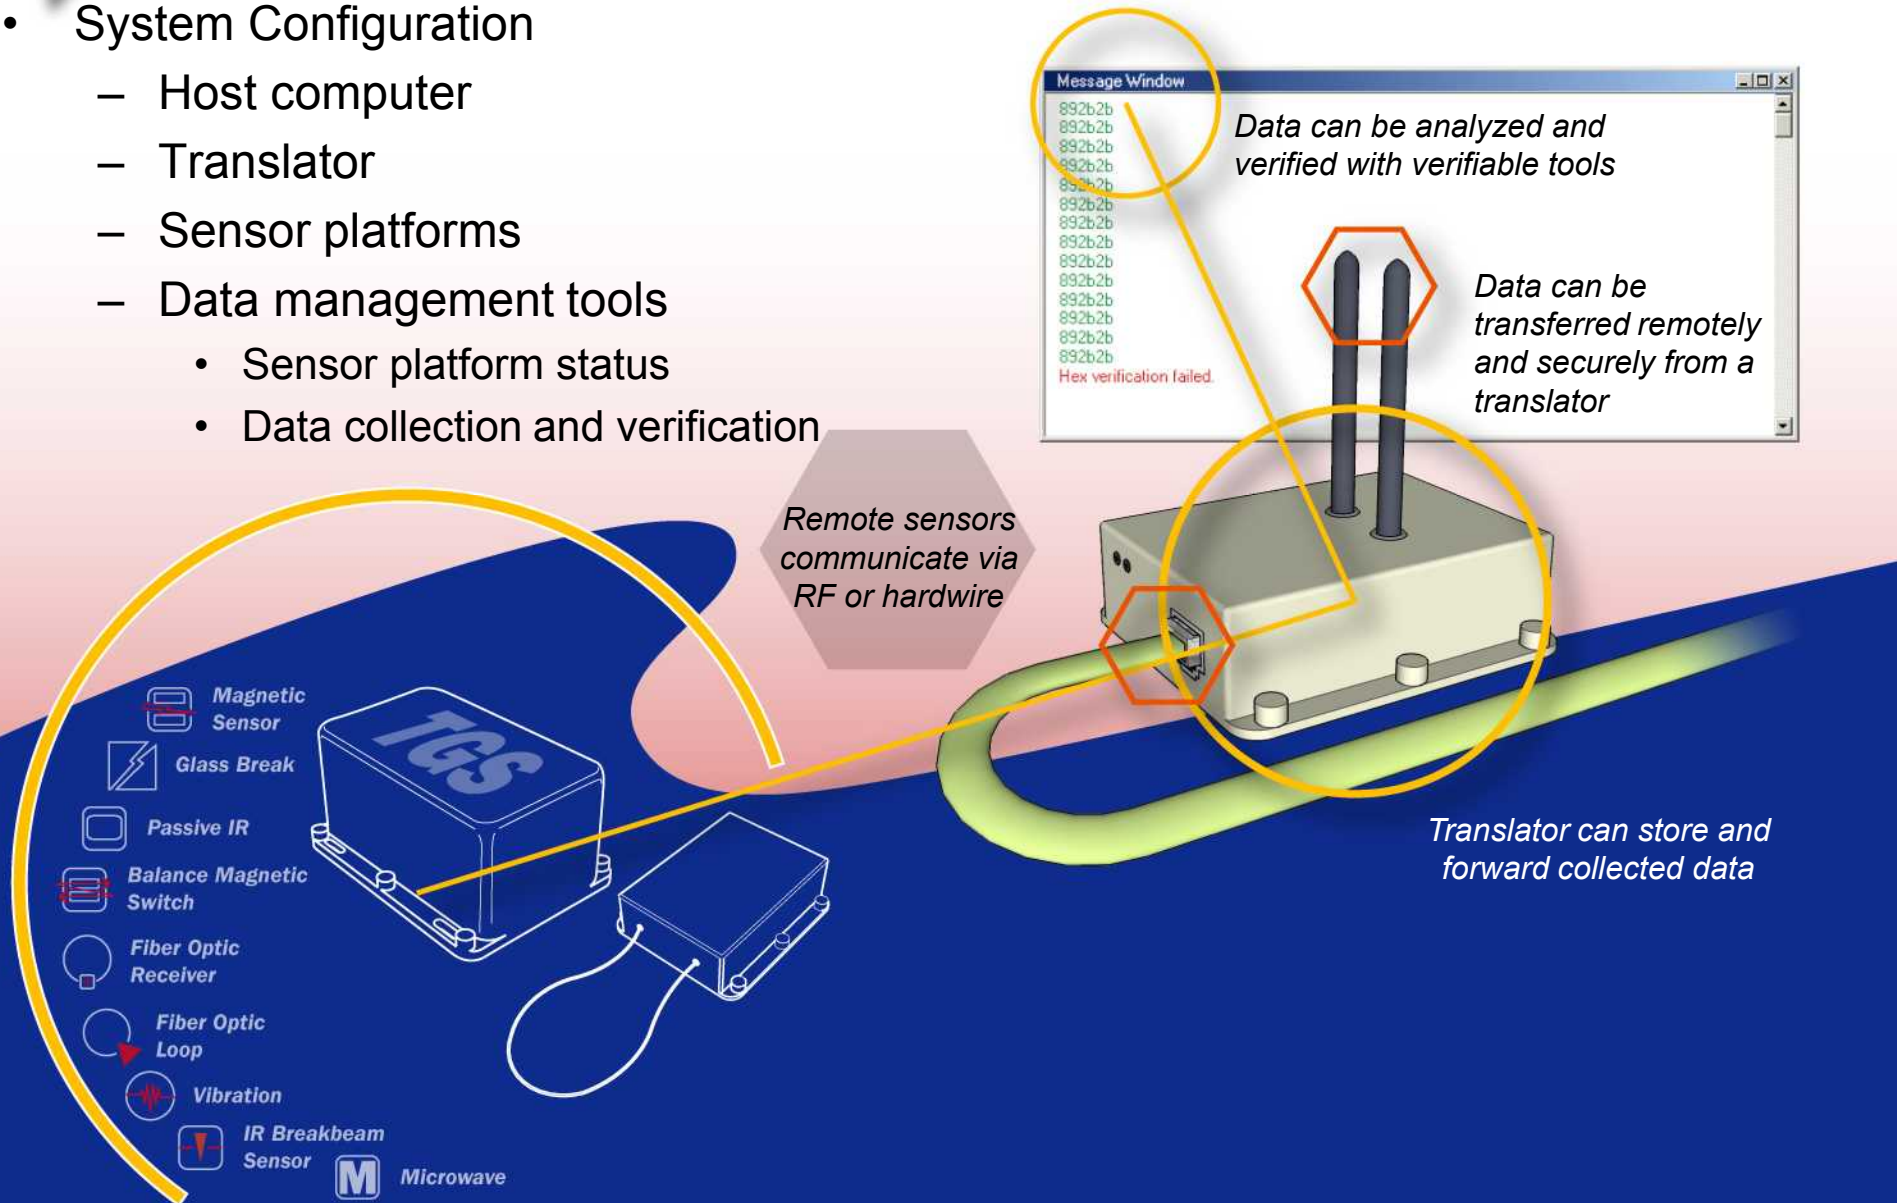 • System Configuration
– Host computer
– Translator
– Sensor platforms
– Data management tools
• Sensor platform status
• Data collection and verification
Message Window
892b2b
892b2b
892b2b
892b2b
892b2b
892b2b
892b2b
892b2b
892b2b
892b2b
892b2b
892b2b
892b2b
892b2b
Hex verification failed.
Data can be analyzed and
verified with verifiable tools
Data can be
transferred remotely
and securely from a
translator
Remote sensors
communicate via
RF or hardwire
Translator can store and
forward collected data
TGS
Magnetic
Sensor
Glass Break
Passive IR
Balance Magnetic
Switch
Fiber Optic
Receiver
Fiber Optic
Loop
Vibration
IR Breakbeam
Sensor
M
Microwave